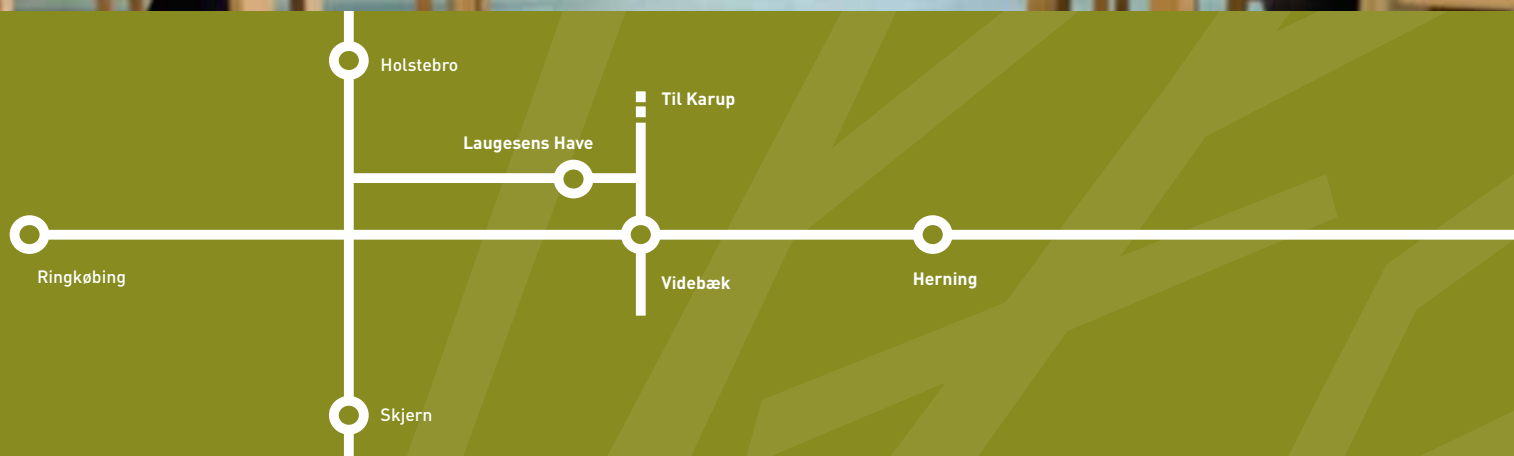 Holstebro
Til Karup
Laugesens Have
Ringkøbing
Videbæk
Herning
Skjern